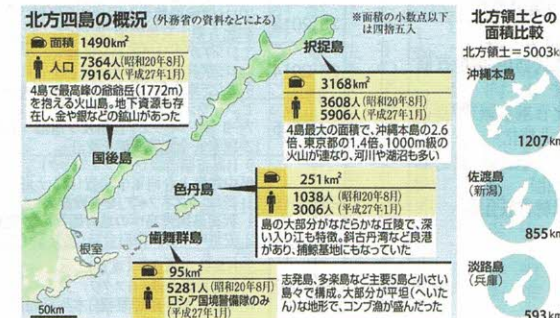 北方四島の概況(外務省の資料などによる)
※面積の小数点以下
は四捨五入
面積 1490km²
人口 7364人(昭和20年8月)
7916人(平成27年1月)
4島で最高峰の爺爺岳(1772m)
を抱える火山島。地下資源も存
在し、金や銀などの鉱山があった
国後島
択捉島
3168km²
3608人(昭和20年8月)
5906人(平成27年1月)
4島最大の面積で、沖縄本島の2.6
倍、東京都の1.4倍。1000m級の
火山が連なり、河川や湖沼も多い
色丹島
251km²
1038人(昭和20年8月)
3006人(平成27年1月)
島の大部分がなだらかな丘陵で、深
い入り江も特徴。斜古丹湾など良港
があり、捕鯨基地にもなっていた
根室
歯舞群島
95km²
5281人(昭和20年8月)
ロシア国境警備隊のみ
(平成27年1月)
志発島、多楽島など主要5島と小さい
島々で構成。大部分が平坦(へいた
ん)な地形で、コンブ漁が盛んだった
50km
北方領土との
面積比較
北方領土=5003k
沖縄本島
1207km
佐渡島
(新潟)
855km
淡路島
(兵庫)
593km